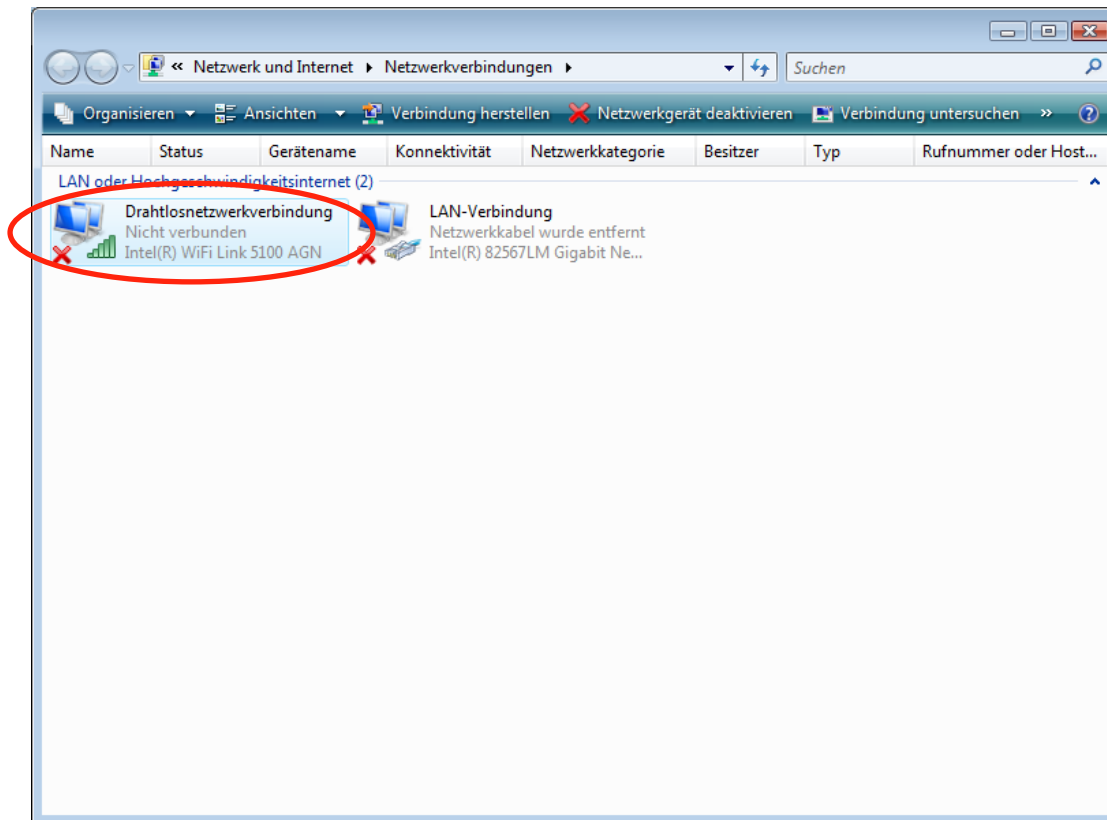 « Netzwerk und Internet Netzwerkverbindungen Suchen
Organisieren Ansichten Verbindung herstellen Netzwerkgerät deaktivieren Verbindung untersuchen » ?
Name Status Gerätename Konnektivität Netzwerkkategorie Besitzer Typ Rufnummer oder Host...
LAN oder Hochgeschwindigkeitsinternet (2)
Drahtlosnetzwerkverbindung
Nicht verbunden
Intel(R) WiFi Link 5100 AGN
LAN-Verbindung
Netzwerkkabel wurde entfernt
Intel(R) 82567LM Gigabit Ne...